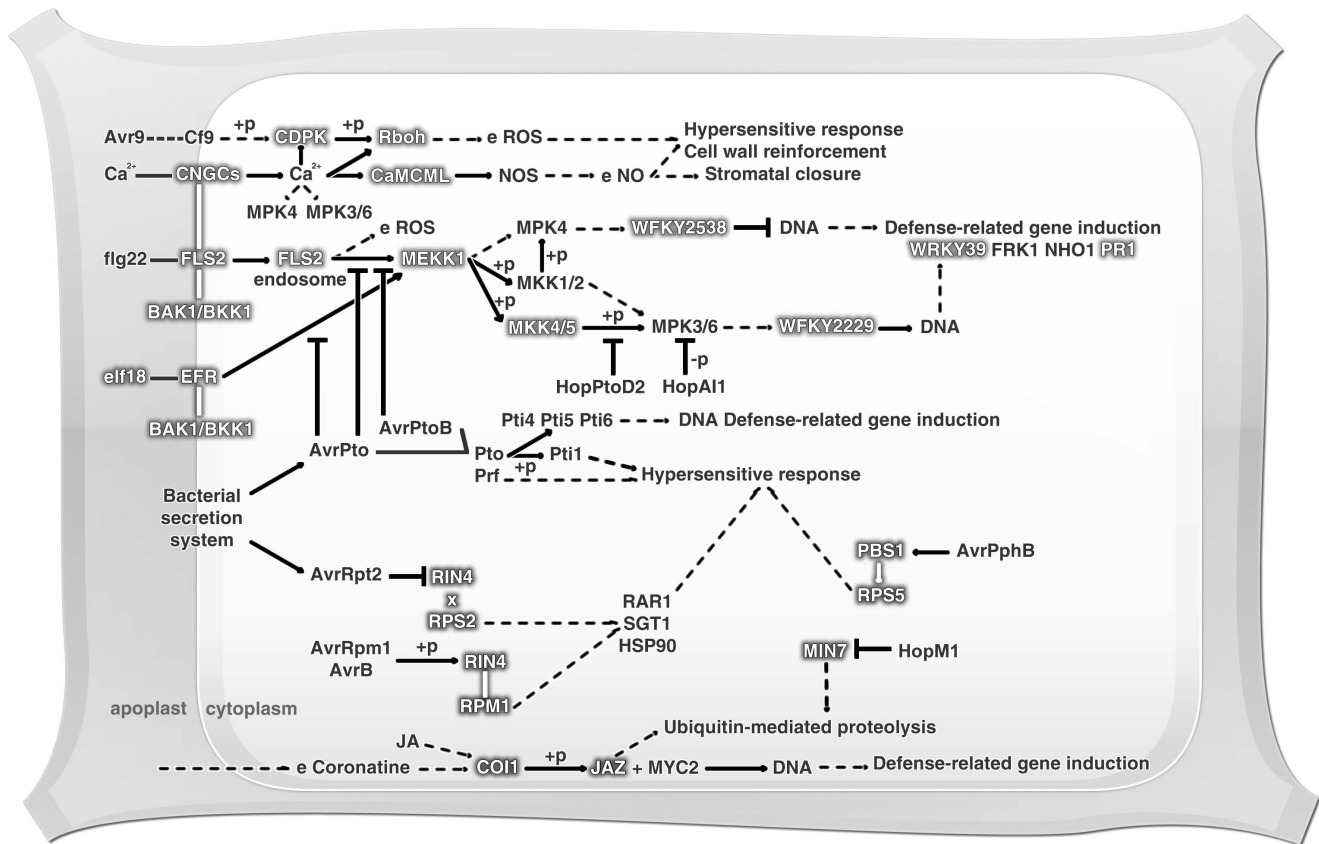 Avr9 Cf9 +p CDPK +p Rboh e ROS Hypersensitive response
Cell wall reinforcement
Ca2+ CNGCs Ca2+ CaMCML NOS e NO Stromatal closure
MPK4 MPK3/6
e ROS MPK4 WFKY2538 DNA Defense-related gene induction
WRKY39 FRK1 NHO1 PR1
flg22 FLS2 FLS2 MEKK1 +p +p
endosome MKK1/2
+p
BAK1/BKK1
MKK4/5 +p MPK3/6 WFKY2229 DNA
-p
elf18 EFR HopPtoD2 HopAI1
BAK1/BKK1 AvrPtoB Pti4 Pti5 Pti6 DNA Defense-related gene induction
AvrPto Pto Pti1
Prf +p Hypersensitive response
Bacterial
secretion
system
PBS1 AvrPphB
AvrRpt2 RIN4 RPS5
x RAR1
RPS2 SGT1
HSP90
AvrRpm1 +p RIN4 MIN7 HopM1
AvrB
RPM1
apoplast cytoplasm
Ubiquitin-mediated proteolysis
JA
e Coronatine COI1 +p JAZ + MYC2 DNA Defense-related gene induction